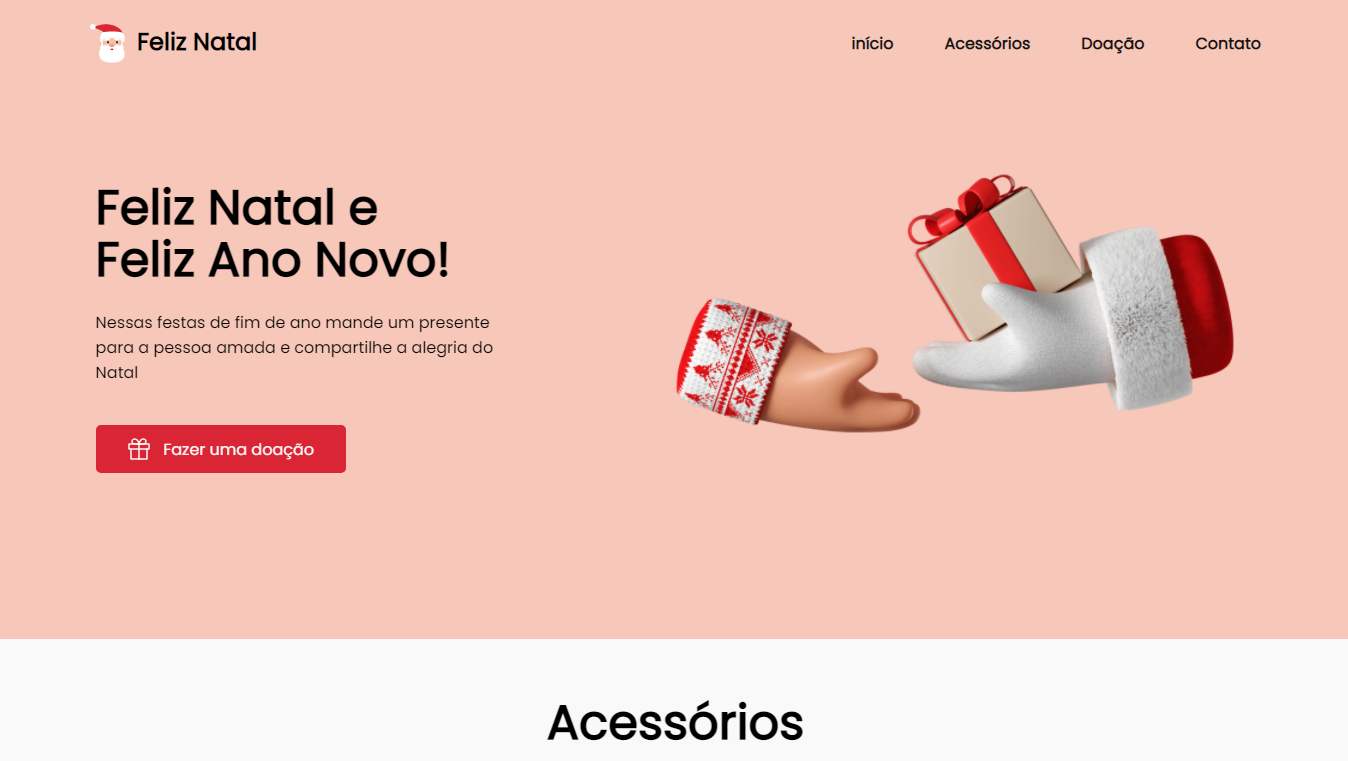 Feliz Natal
início
Acessórios
Doação
Contato
Feliz Natal e
Feliz Ano Novo!
Nessas festas de fim de ano mande um presente
para a pessoa amada e compartilhe a alegria do
Natal
Fazer uma doação
Acessórios